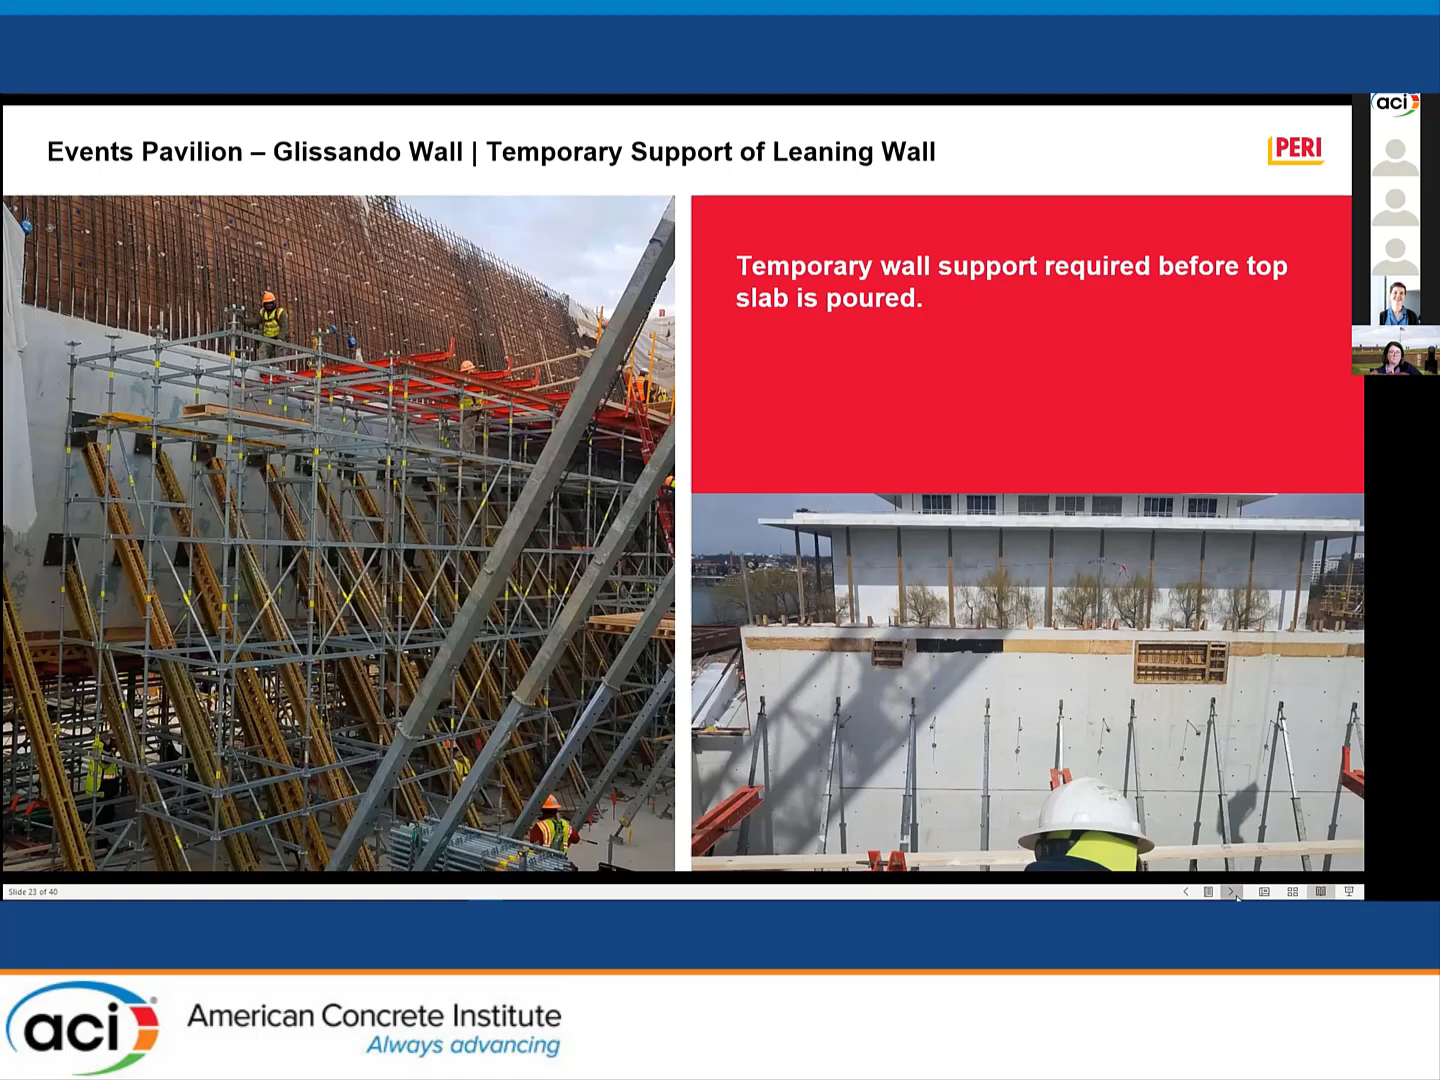 aci
Events Pavilion – Glissando Wall | Temporary Support of Leaning Wall
PERI
Temporary wall support required before top
slab is poured.
Slide 23 of 40
aci
American Concrete Institute
Always advancing